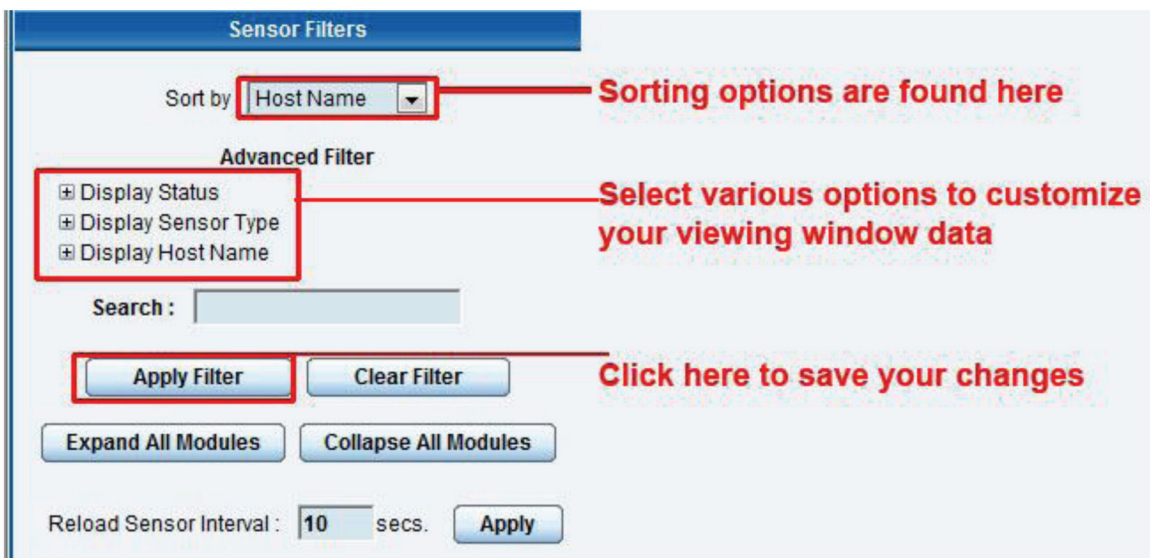 Sensor Filters
Sort by Host Name
Sorting options are found here
Advanced Filter
Display Status
Display Sensor Type
Display Host Name
Select various options to customize
your viewing window data
Search :
Apply Filter
Clear Filter
Click here to save your changes
Expand All Modules
Collapse All Modules
Reload Sensor Interval : 10 secs. Apply